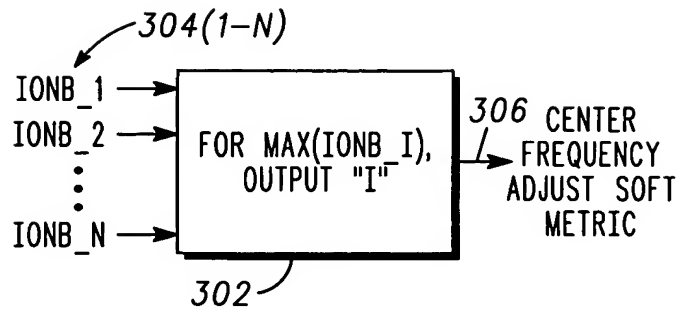 304(1-N)
IONB_1
IONB_2
IONB_N
FOR MAX(IONB_I),
OUTPUT "I"
302
306
CENTER
FREQUENCY
ADJUST SOFT
METRIC